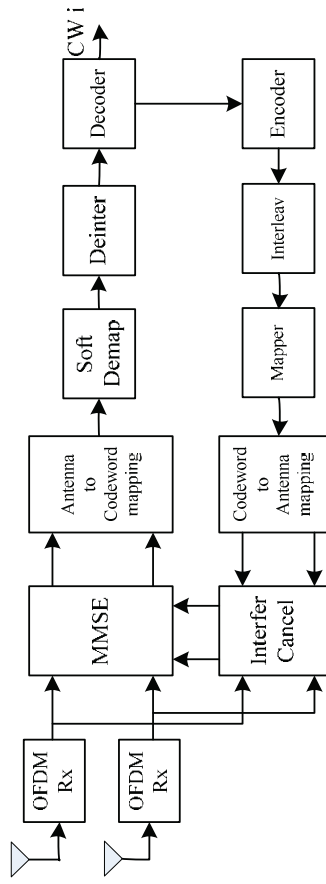 OFDM
Rx
OFDM
Rx
MMSE
Interfer
Cancel
Antenna
to
Codeword
mapping
Codeword
to
Antenna
mapping
Soft
Demap
Mapper
Deinter
Interleav
Decoder
Encoder
CW i